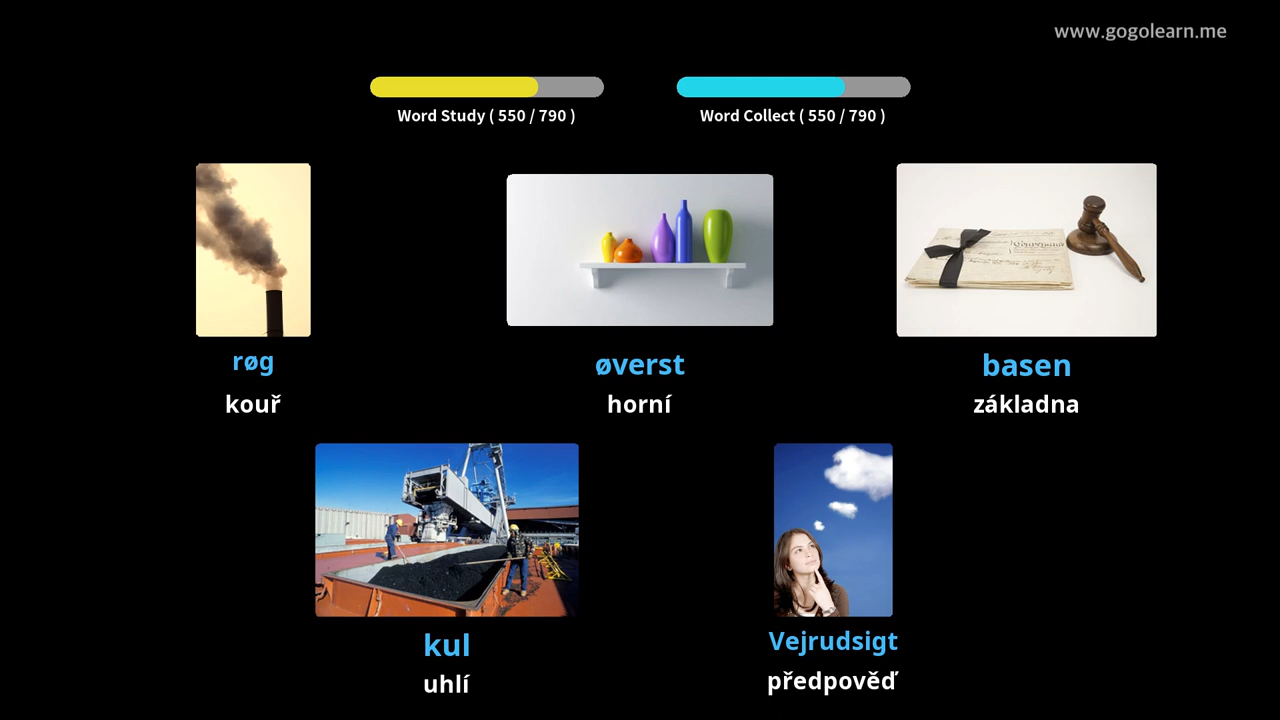 www.gogolearn.me
Word Study ( 550 / 790 )
Word Collect ( 550 / 790 )
røg
kouř
øverst
horní
basen
základna
kul
uhlí
Vejrudsigt
předpověď